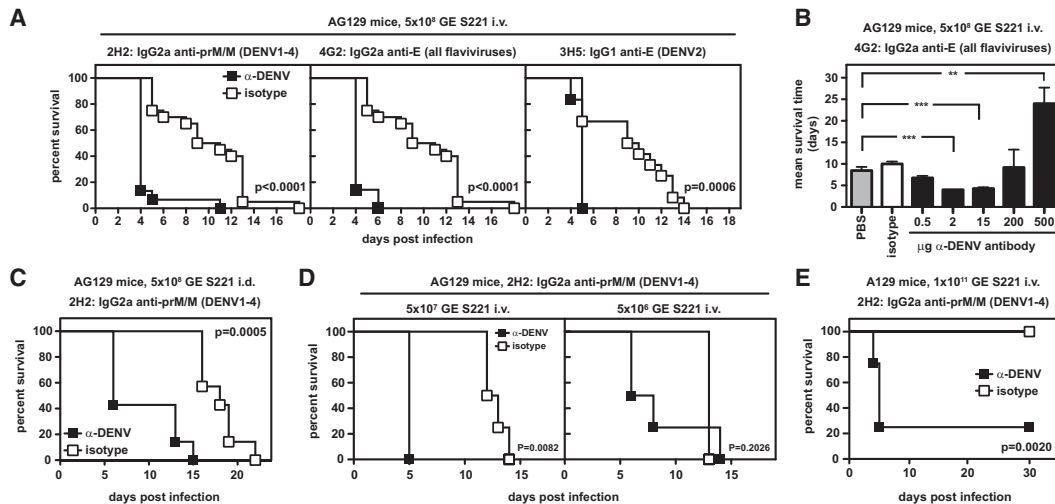 A
AG129 mice, 5x10⁸ GE S221 i.v.
2H2: IgG2a anti-prM/M (DENV1-4)
4G2: IgG2a anti-E (all flaviviruses)
3H5: IgG1 anti-E (DENV2)
percent survival
100
80
60
40
20
0
α-DENV
isotype
p<0.0001
p<0.0001
p=0.0006
0 2 4 6 8 10 12 14 16 18
0 2 4 6 8 10 12 14 16 18
0 2 4 6 8 10 12 14 16 18
days post infection
days post infection
days post infection
B
AG129 mice, 5x10⁸ GE S221 i.v.
4G2: IgG2a anti-E (all flaviviruses)
mean survival time
(days)
30
25
20
15
10
5
0
**
***
***
PBS
isotype
0.5 2 15 200 500
μg α-DENV antibody
C
AG129 mice, 5x10⁸ GE S221 i.d.
2H2: IgG2a anti-prM/M (DENV1-4)
percent survival
100
80
60
40
20
0
p=0.0005
α-DENV
isotype
0 5 10 15 20
days post infection
D
AG129 mice, 2H2: IgG2a anti-prM/M (DENV1-4)
5x10⁷ GE S221 i.v.
5x10⁶ GE S221 i.v.
percent survival
100
80
60
40
20
0
α-DENV
isotype
P=0.0082
P=0.2026
0 5 10 15
0 5 10 15
days post infection
days post infection
E
A129 mice, 1x10¹¹ GE S221 i.v.
2H2: IgG2a anti-prM/M (DENV1-4)
percent survival
100
80
60
40
20
0
α-DENV
isotype
p=0.0020
0 10 20 30
days post infection